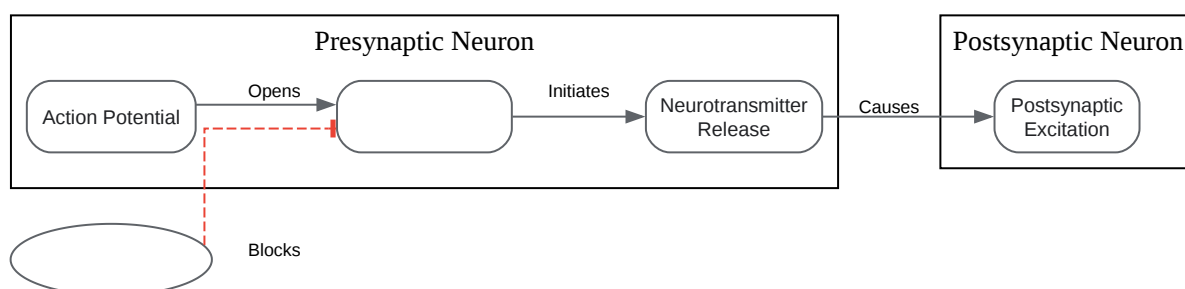 Presynaptic Neuron
Postsynaptic Neuron
Action Potential
Opens
Initiates
Neurotransmitter
Release
Causes
Postsynaptic
Excitation
Blocks